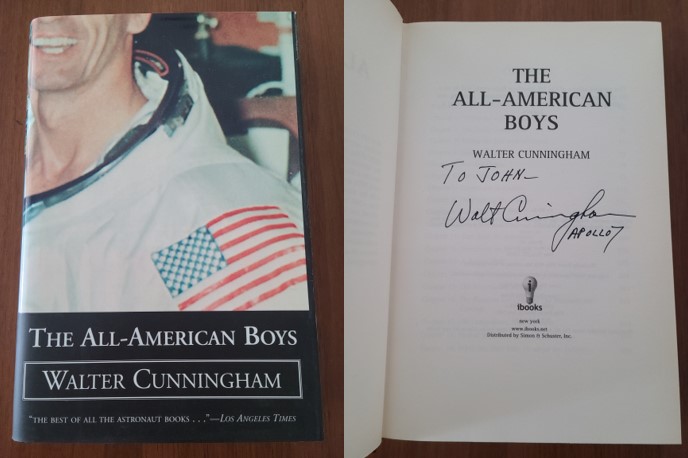 THE ALL-AMERICAN BOYS
WALTER CUNNINGHAM
"THE BEST OF ALL THE ASTRONAUT BOOKS . . ."—LOS ANGELES TIMES
THE
ALL-AMERICAN
BOYS
WALTER CUNNINGHAM
TO JOHN—
Walt Cunningham
APOLLO 7
i
ibooks
new york
www.ibooks.net
Distributed by Simon & Schuster, Inc.